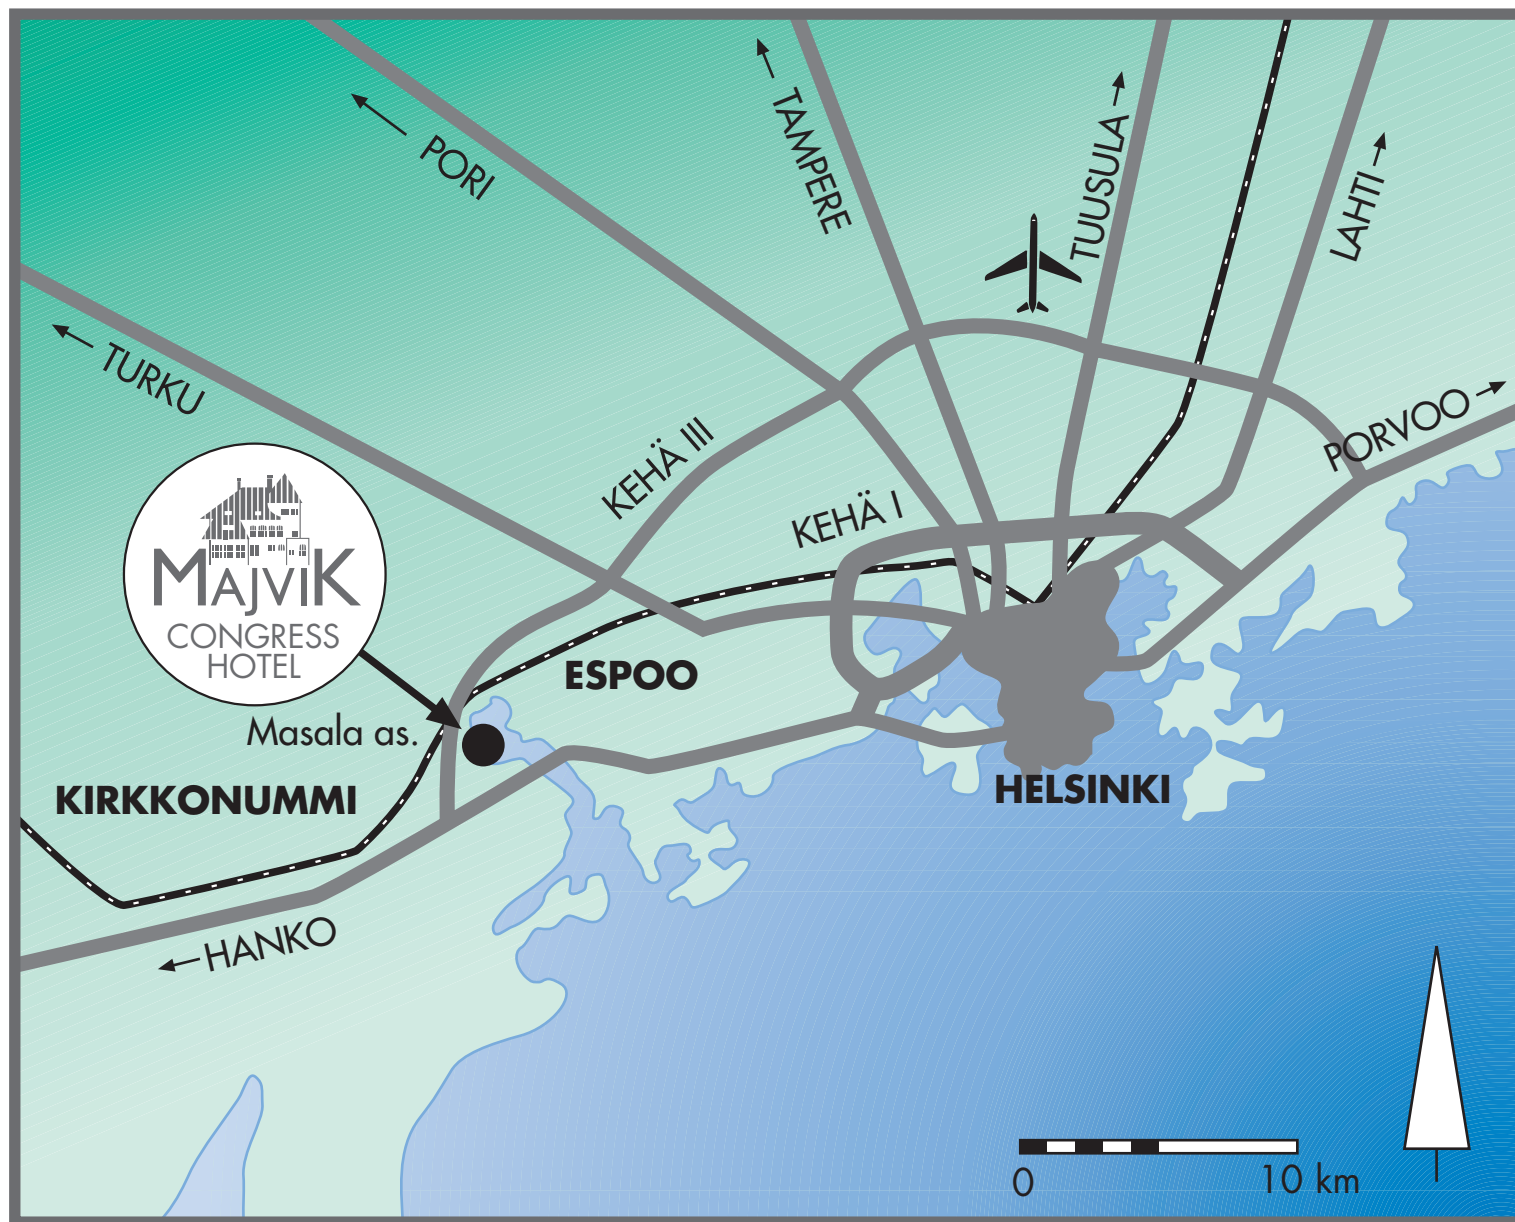 PORI
TAMPERE
TUUSULA
LAHTI
TURKU
PORVOO
KEHÄ III
KEHÄ I
MAJVIK
CONGRESS
HOTEL
ESPOO
Masala as.
KIRKKONUMMI
HELSINKI
HANKO
0 10 km